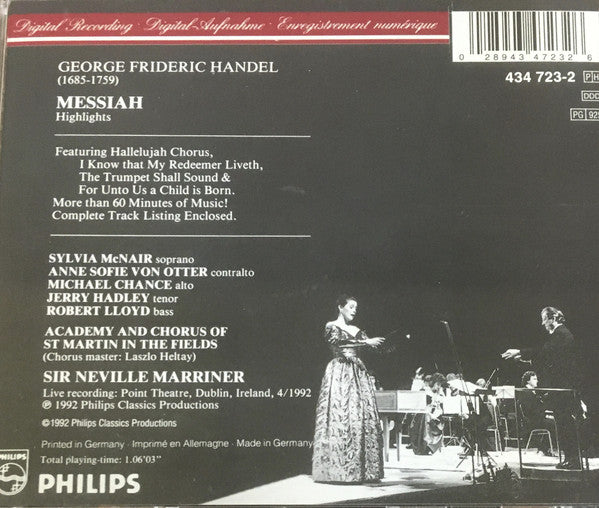 Digital Recording · Digital-Aufnahme · Enregistrement numérique
0 28943 47232 6
434 723-2
PH
DDD
PG 925
GEORGE FRIDERIC HANDEL
(1685-1759)
MESSIAH
Highlights
Featuring Hallelujah Chorus,
I Know that My Redeemer Liveth,
The Trumpet Shall Sound &
For Unto Us a Child is Born.
More than 60 Minutes of Music!
Complete Track Listing Enclosed.
SYLVIA McNAIR soprano
ANNE SOFIE VON OTTER contralto
MICHAEL CHANCE alto
JERRY HADLEY tenor
ROBERT LLOYD bass
ACADEMY AND CHORUS OF
ST MARTIN IN THE FIELDS
(Chorus master: Laszlo Heltay)
SIR NEVILLE MARRINER
Live recording: Point Theatre, Dublin, Ireland, 4/1992
℗ 1992 Philips Classics Productions
©1992 Philips Classics Productions
Printed in Germany · Imprimé en Allemagne · Made in Germany
Total playing-time: 1.06'03"
PHILIPS
PHILIPS